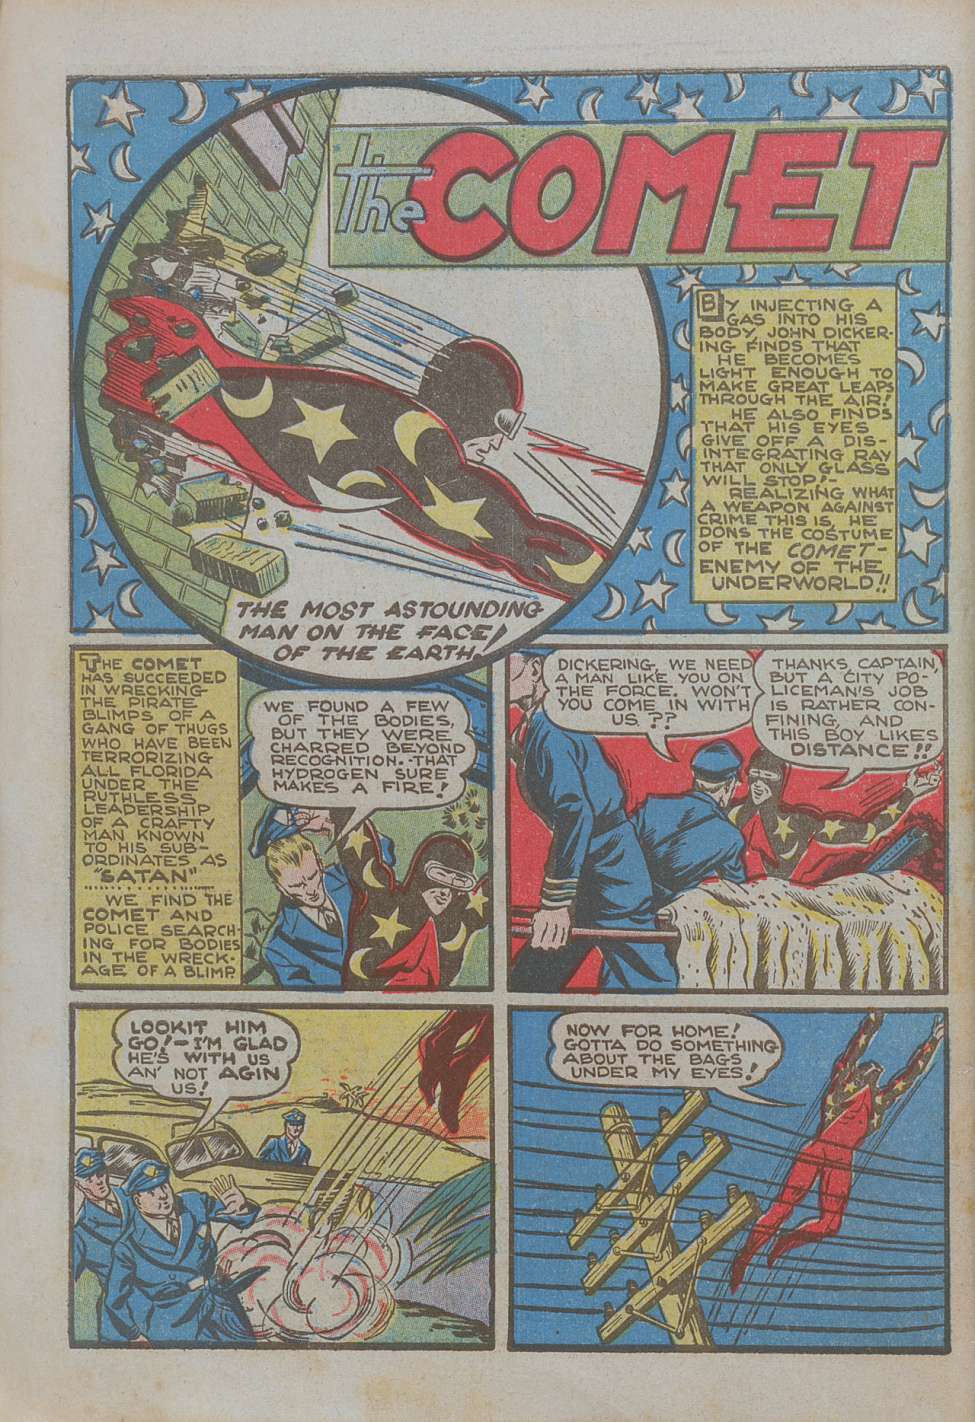 the COMET
BY INJECTING A
GAS INTO HIS
BODY, JOHN DICKER-
ING FINDS THAT
HE BECOMES
LIGHT ENOUGH TO
MAKE GREAT LEAPS
THROUGH THE AIR!
HE ALSO FINDS
THAT HIS EYES
GIVE OFF A DIS-
INTEGRATING RAY
THAT ONLY GLASS
WILL STOP!-
REALIZING WHAT
A WEAPON AGAINST
CRIME THIS IS, HE
DONS THE COSTUME
OF THE COMET-
ENEMY OF THE
UNDERWORLD!!
THE MOST ASTOUNDING
MAN ON THE FACE
OF THE EARTH!
THE COMET
HAS SUCCEEDED
IN WRECKING
THE PIRATE
BLIMPS OF A
GANG OF THUGS
WHO HAVE BEEN
TERRORIZING
ALL FLORIDA
UNDER THE
RUTHLESS
LEADERSHIP
OF A CRAFTY
MAN KNOWN
TO HIS SUB-
ORDINATES AS
"SATAN"
WE FIND THE
COMET AND
POLICE SEARCH-
ING FOR BODIES
IN THE WRECK-
AGE OF A BLIMP.
WE FOUND A FEW
OF THE BODIES,
BUT THEY WERE
CHARRED BEYOND
RECOGNITION.-THAT
HYDROGEN SURE
MAKES A FIRE!
DICKERING, WE NEED
A MAN LIKE YOU ON
THE FORCE. WON'T
YOU COME IN WITH
US??
THANKS, CAPTAIN,
BUT A CITY PO-
LICEMAN'S JOB
IS RATHER CON-
FINING, AND
THIS BOY LIKES
DISTANCE!!
LOOKIT HIM
GO!-I'M GLAD
HE'S WITH US
AN' NOT AGIN
US!
NOW FOR HOME!
GOTTA DO SOMETHING
ABOUT THE BAGS
UNDER MY EYES!